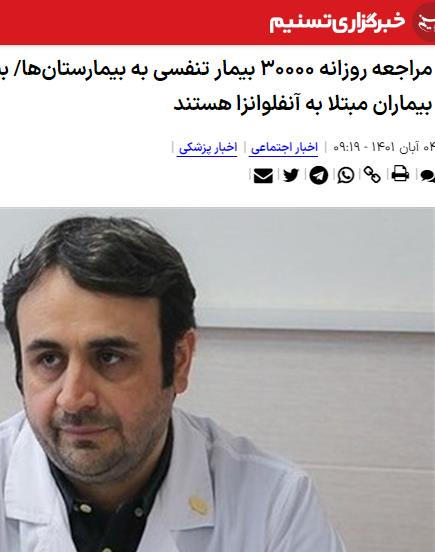 خبرگزاری تسنیم
مراجعه روزانه ۳۰۰۰۰ بیمار تنفسی به بیمارستان‌ها/
بیماران مبتلا به آنفلوانزا هستند
۰۴ آبان ۱۴۰۱ - ۰۹:۱۹ | اخبار اجتماعی | اخبار پزشکی |